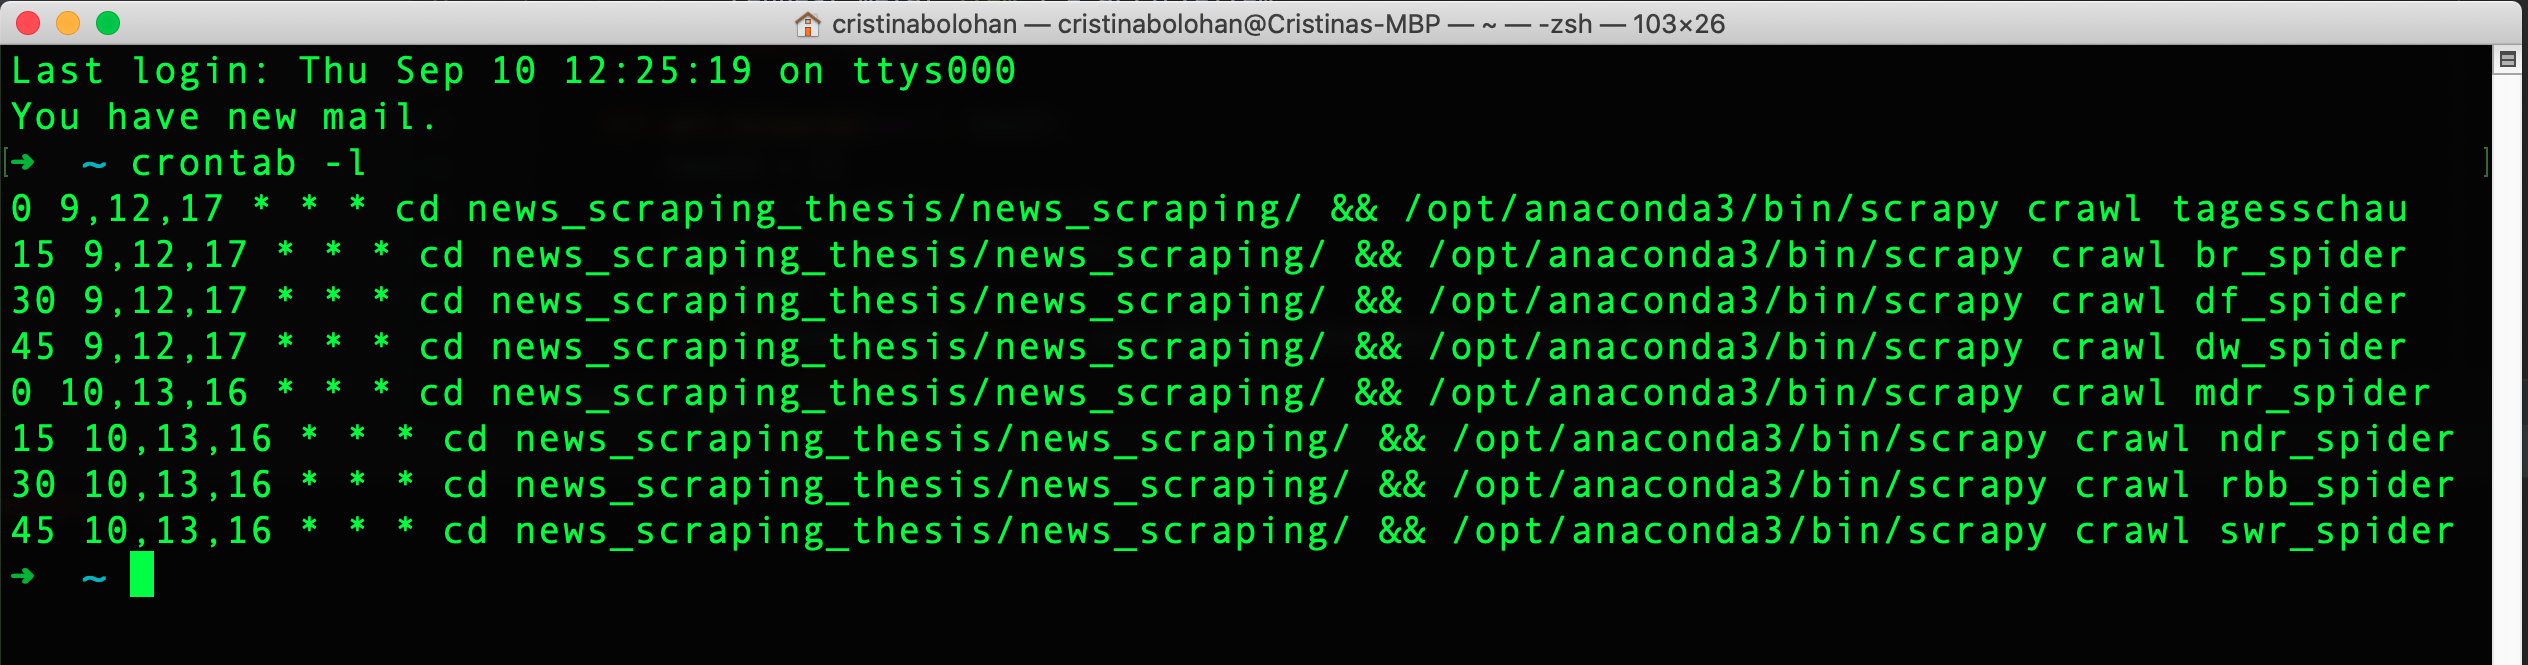 cristinabolohan — cristinabolohan@Cristinas-MBP — ~ — -zsh — 103×26
Last login: Thu Sep 10 12:25:19 on ttys000
You have new mail.
[➜  ~ crontab -l ]
0 9,12,17 * * * cd news_scraping_thesis/news_scraping/ && /opt/anaconda3/bin/scrapy crawl tagesschau
15 9,12,17 * * * cd news_scraping_thesis/news_scraping/ && /opt/anaconda3/bin/scrapy crawl br_spider
30 9,12,17 * * * cd news_scraping_thesis/news_scraping/ && /opt/anaconda3/bin/scrapy crawl df_spider
45 9,12,17 * * * cd news_scraping_thesis/news_scraping/ && /opt/anaconda3/bin/scrapy crawl dw_spider
0 10,13,16 * * * cd news_scraping_thesis/news_scraping/ && /opt/anaconda3/bin/scrapy crawl mdr_spider
15 10,13,16 * * * cd news_scraping_thesis/news_scraping/ && /opt/anaconda3/bin/scrapy crawl ndr_spider
30 10,13,16 * * * cd news_scraping_thesis/news_scraping/ && /opt/anaconda3/bin/scrapy crawl rbb_spider
45 10,13,16 * * * cd news_scraping_thesis/news_scraping/ && /opt/anaconda3/bin/scrapy crawl swr_spider
➜  ~